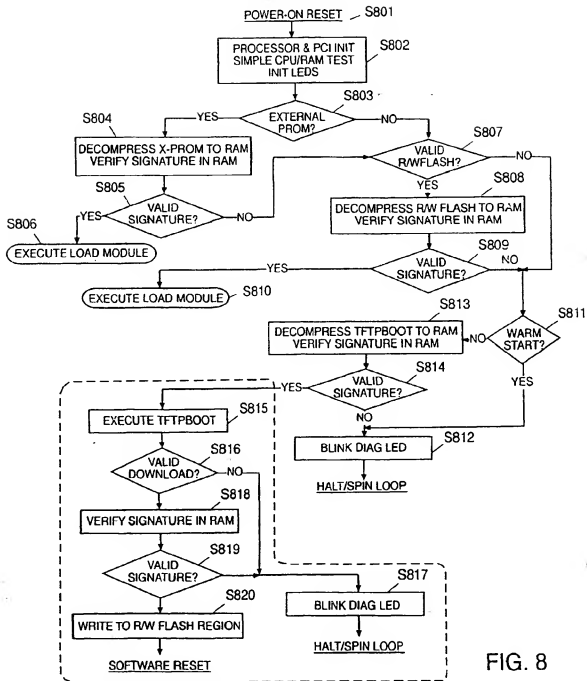 POWER-ON RESET
S801
PROCESSOR & PCI INIT
SIMPLE CPU/RAM TEST
INIT LEDS
S802
S803
EXTERNAL
PROM?
YES
NO
S804
DECOMPRESS X-PROM TO RAM
VERIFY SIGNATURE IN RAM
S807
VALID
R/WFLASH?
NO
YES
S805
VALID
SIGNATURE?
YES
NO
S808
DECOMPRESS R/W FLASH TO RAM
VERIFY SIGNATURE IN RAM
S806
EXECUTE LOAD MODULE
S809
VALID
SIGNATURE?
YES
NO
EXECUTE LOAD MODULE
S810
S813
DECOMPRESS TFTPBOOT TO RAM
VERIFY SIGNATURE IN RAM
S811
WARM
START?
NO
YES
S814
VALID
SIGNATURE?
YES
NO
S815
EXECUTE TFTPBOOT
S812
BLINK DIAG LED
HALT/SPIN LOOP
S816
VALID
DOWNLOAD?
NO
S818
VERIFY SIGNATURE IN RAM
S819
VALID
SIGNATURE?
S817
BLINK DIAG LED
HALT/SPIN LOOP
S820
WRITE TO R/W FLASH REGION
SOFTWARE RESET
FIG. 8